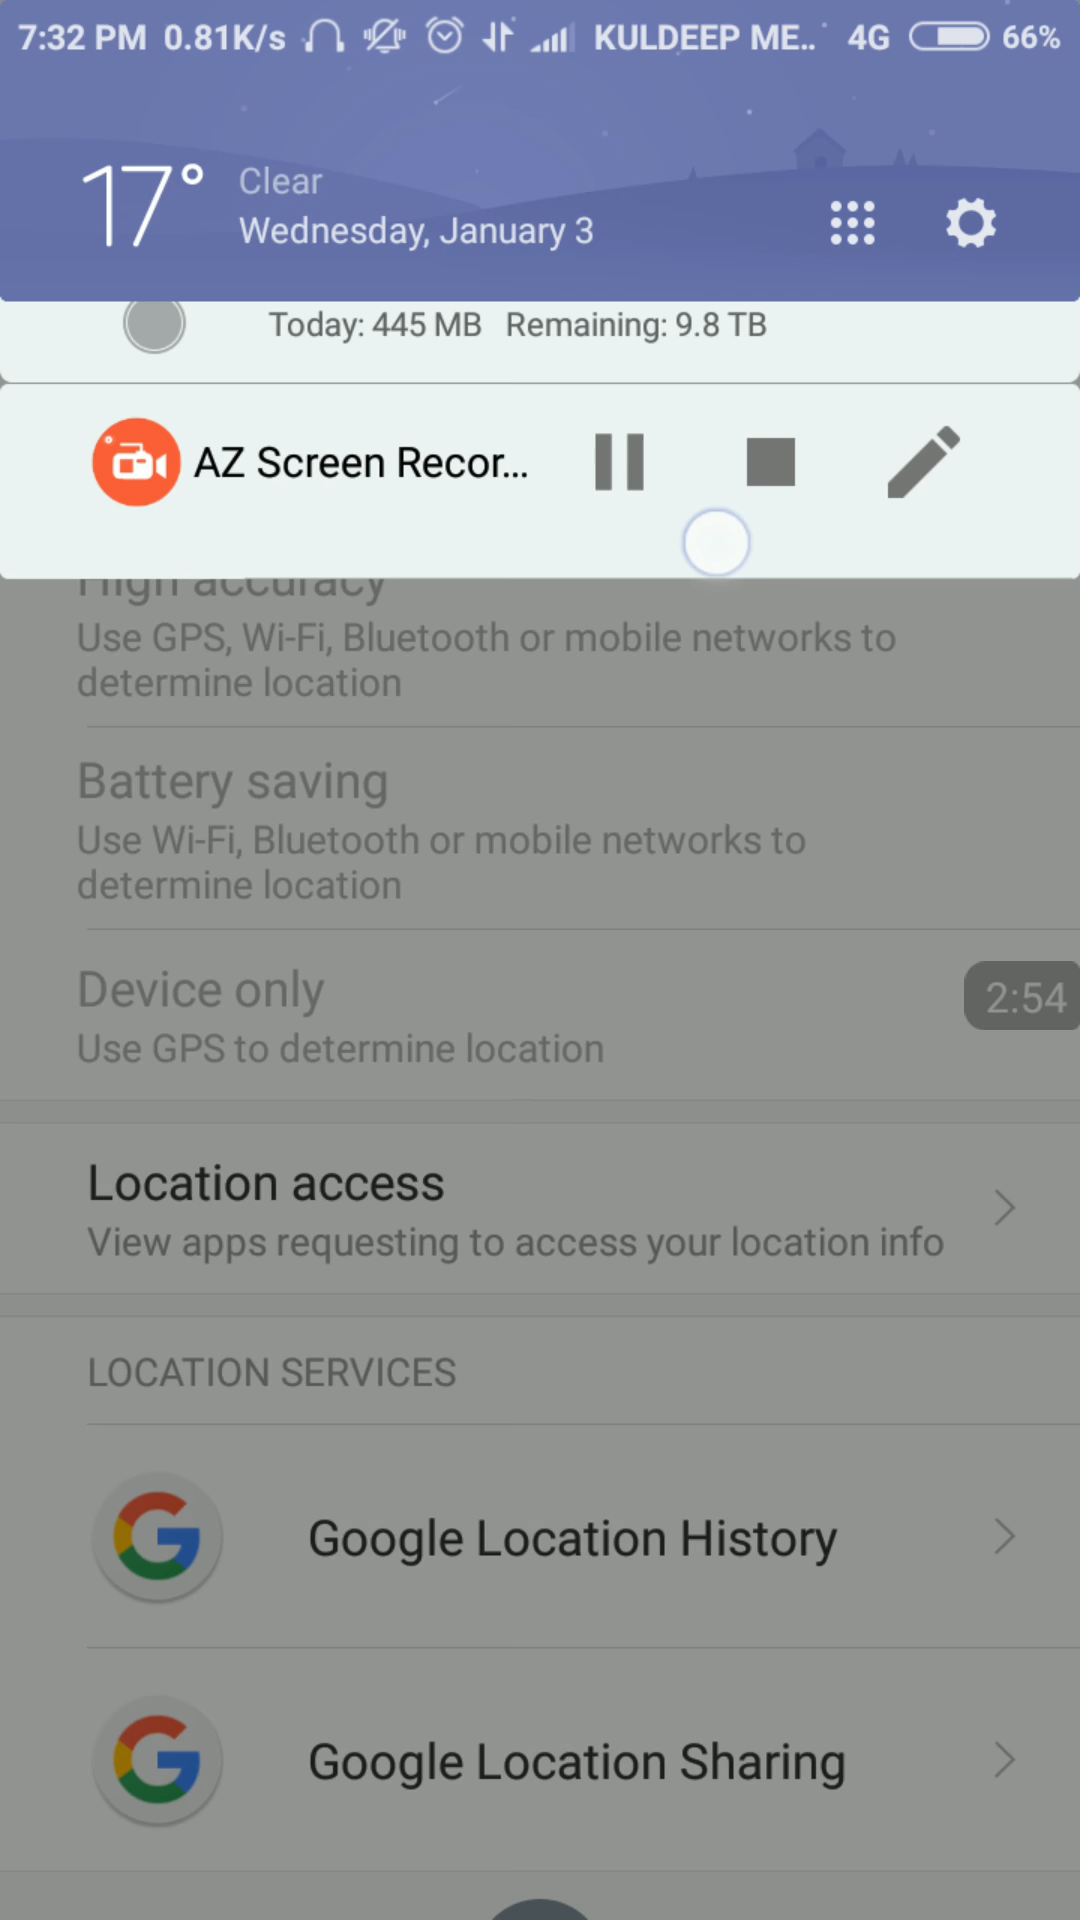 7:32 PM 0.81K/s KULDEEP ME.. 4G 66%
17° Clear
Wednesday, January 3
Today: 445 MB Remaining: 9.8 TB
AZ Screen Recor...
High accuracy
Use GPS, Wi-Fi, Bluetooth or mobile networks to
determine location
Battery saving
Use Wi-Fi, Bluetooth or mobile networks to
determine location
Device only
2:54
Use GPS to determine location
Location access
View apps requesting to access your location info
LOCATION SERVICES
Google Location History
Google Location Sharing